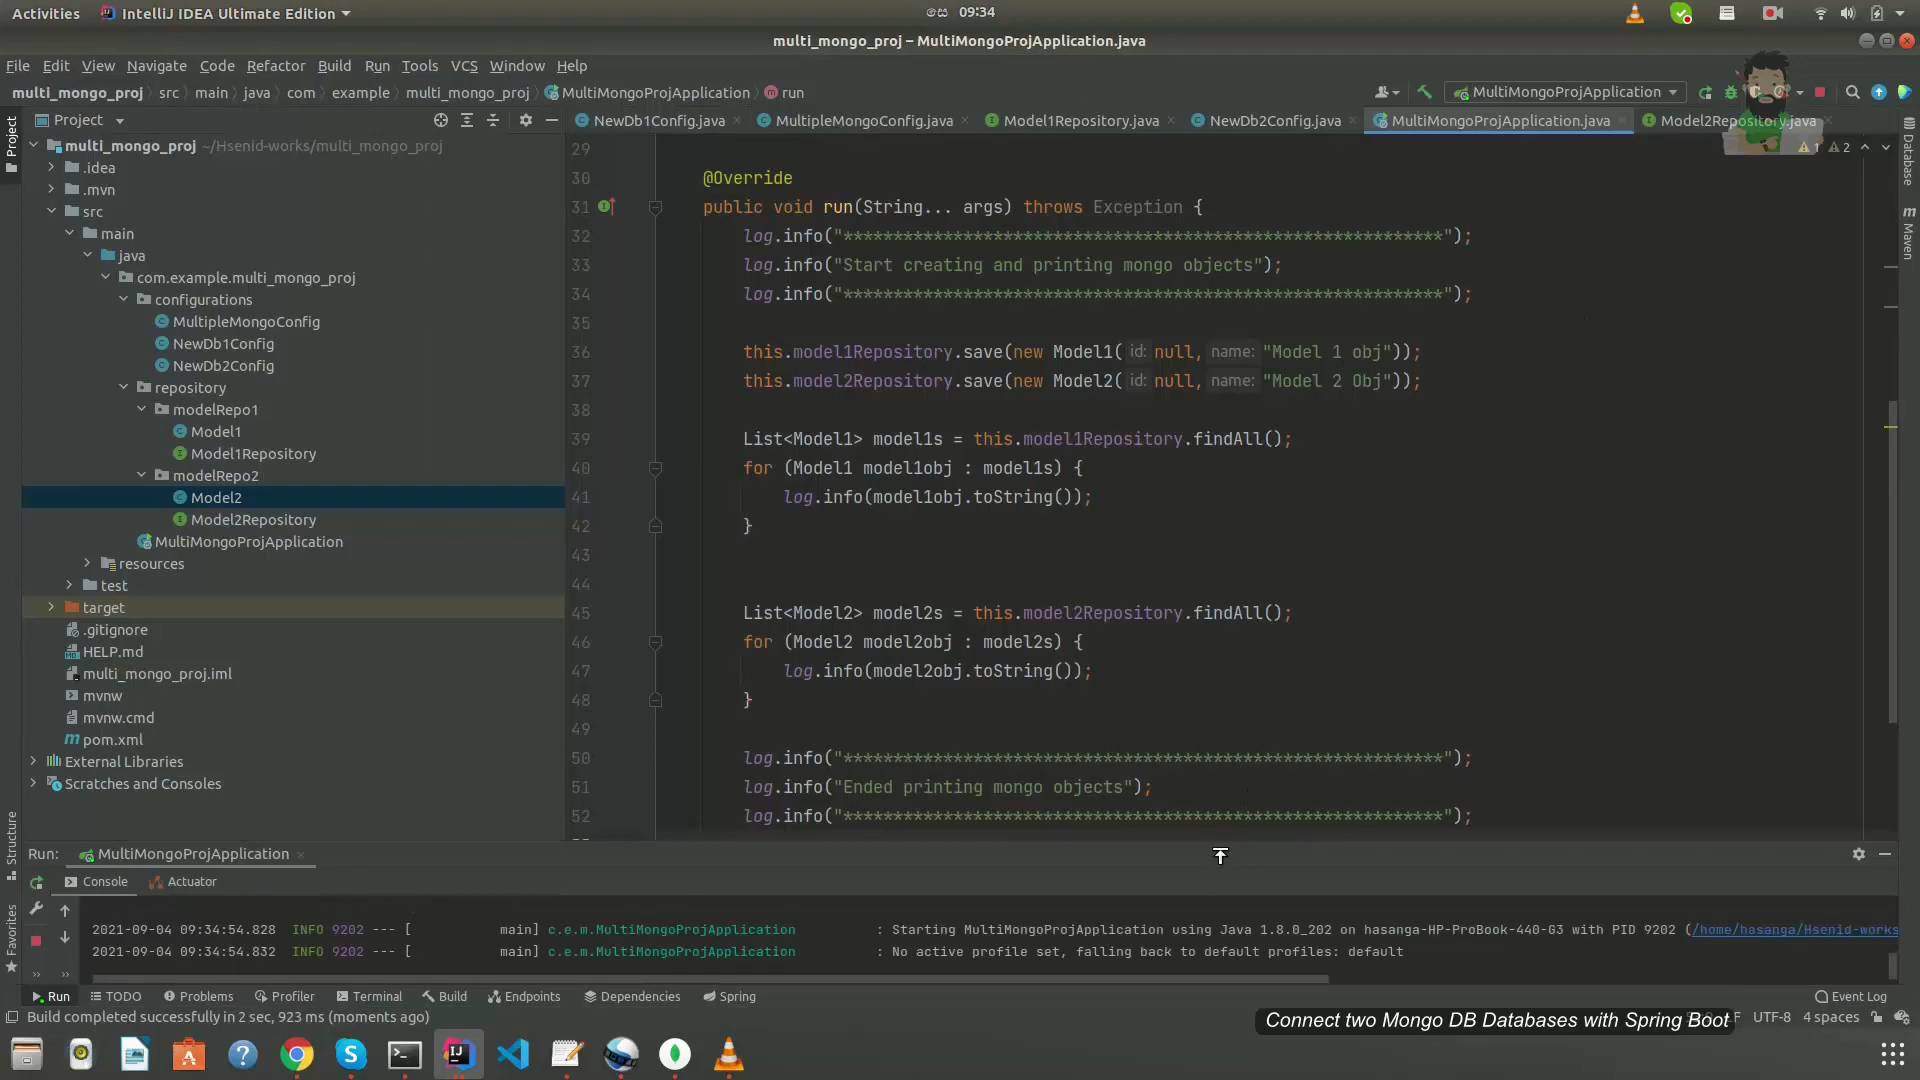 Activities IntelliJ IDEA Ultimate Edition සෙ 09:34
multi_mongo_proj – MultiMongoProjApplication.java
File Edit View Navigate Code Refactor Build Run Tools VCS Window Help
multi_mongo_proj src main java com example multi_mongo_proj MultiMongoProjApplication run MultiMongoProjApplication
Project NewDb1Config.java MultipleMongoConfig.java Model1Repository.java NewDb2Config.java MultiMongoProjApplication.java Model2Repository.java
Project
Database
Maven
Structure
Favorites
1 2
multi_mongo_proj ~/Hsenid-works/multi_mongo_proj
.idea
.mvn
src
main
java
com.example.multi_mongo_proj
configurations
MultipleMongoConfig
NewDb1Config
NewDb2Config
repository
modelRepo1
Model1
Model1Repository
modelRepo2
Model2
Model2Repository
MultiMongoProjApplication
resources
test
target
.gitignore
HELP.md
multi_mongo_proj.iml
mvnw
mvnw.cmd
pom.xml
External Libraries
Scratches and Consoles
29
30 @Override
31 public void run(String... args) throws Exception {
32 log.info("************************************************************");
33 log.info("Start creating and printing mongo objects");
34 log.info("************************************************************");
35
36 this.model1Repository.save(new Model1( id: null, name: "Model 1 obj"));
37 this.model2Repository.save(new Model2( id: null, name: "Model 2 Obj"));
38
39 List<Model1> model1s = this.model1Repository.findAll();
40 for (Model1 model1obj : model1s) {
41 log.info(model1obj.toString());
42 }
43
44
45 List<Model2> model2s = this.model2Repository.findAll();
46 for (Model2 model2obj : model2s) {
47 log.info(model2obj.toString());
48 }
49
50 log.info("************************************************************");
51 log.info("Ended printing mongo objects");
52 log.info("************************************************************");
Run: MultiMongoProjApplication
Console Actuator
2021-09-04 09:34:54.828 INFO 9202 --- [ main] c.e.m.MultiMongoProjApplication : Starting MultiMongoProjApplication using Java 1.8.0_202 on hasanga-HP-ProBook-440-G3 with PID 9202 (/home/hasanga/Hsenid-works
2021-09-04 09:34:54.832 INFO 9202 --- [ main] c.e.m.MultiMongoProjApplication : No active profile set, falling back to default profiles: default
Run TODO Problems Profiler Terminal Build Endpoints Dependencies Spring Event Log
Build completed successfully in 2 sec, 923 ms (moments ago) LF UTF-8 4 spaces
Connect two Mongo DB Databases with Spring Boot